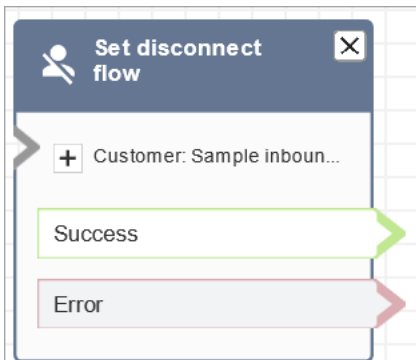 Set disconnect
flow
Customer: Sample inboun...
Success
Error